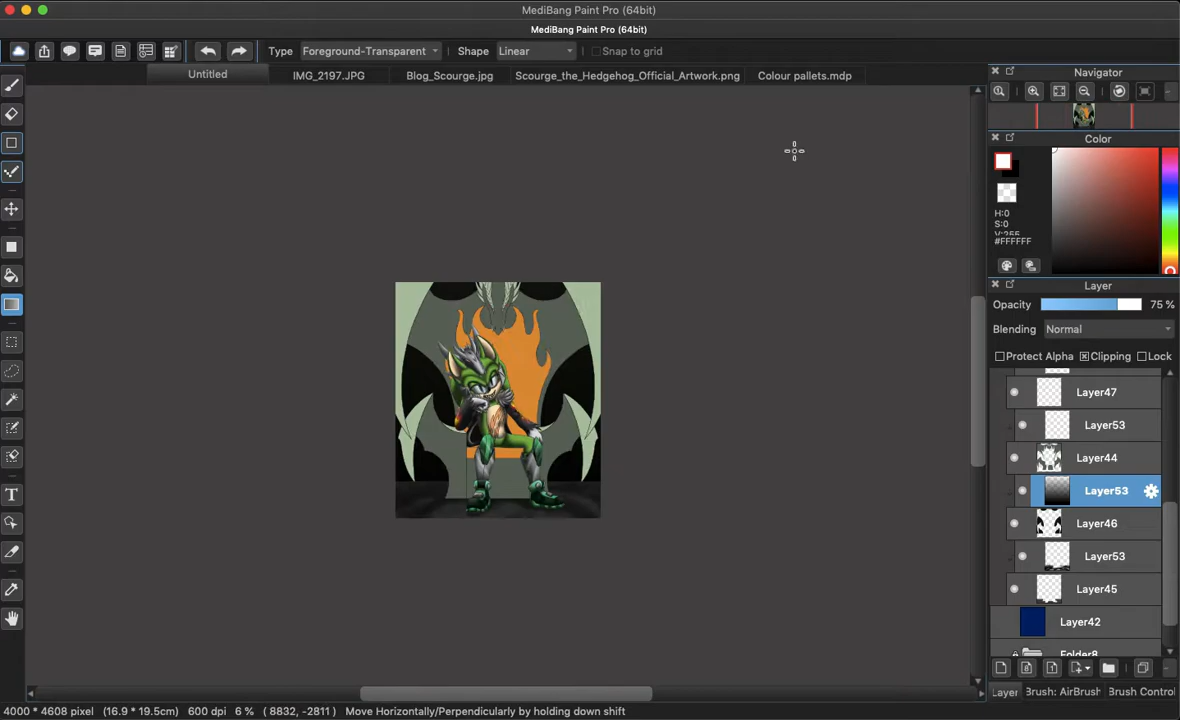 MediBang Paint Pro (64bit)
MediBang Paint Pro (64bit)
Type Foreground-Transparent Shape Linear Snap to grid
Untitled IMG_2197.JPG Blog_Scourge.jpg Scourge_the_Hedgehog_Official_Artwork.png Colour pallets.mdp
Navigator
Color
H:0
S:0
V:255
#FFFFFF
Layer
Opacity 75 %
Blending Normal
Protect Alpha Clipping Lock
Layer47
Layer53
Layer44
Layer53
Layer46
Layer53
Layer45
Layer42
Folder8
Layer Brush: AirBrush Brush Control
4000 * 4608 pixel (16.9 * 19.5cm) 600 dpi 6 % ( 8832, -2811 ) Move Horizontally/Perpendicularly by holding down shift